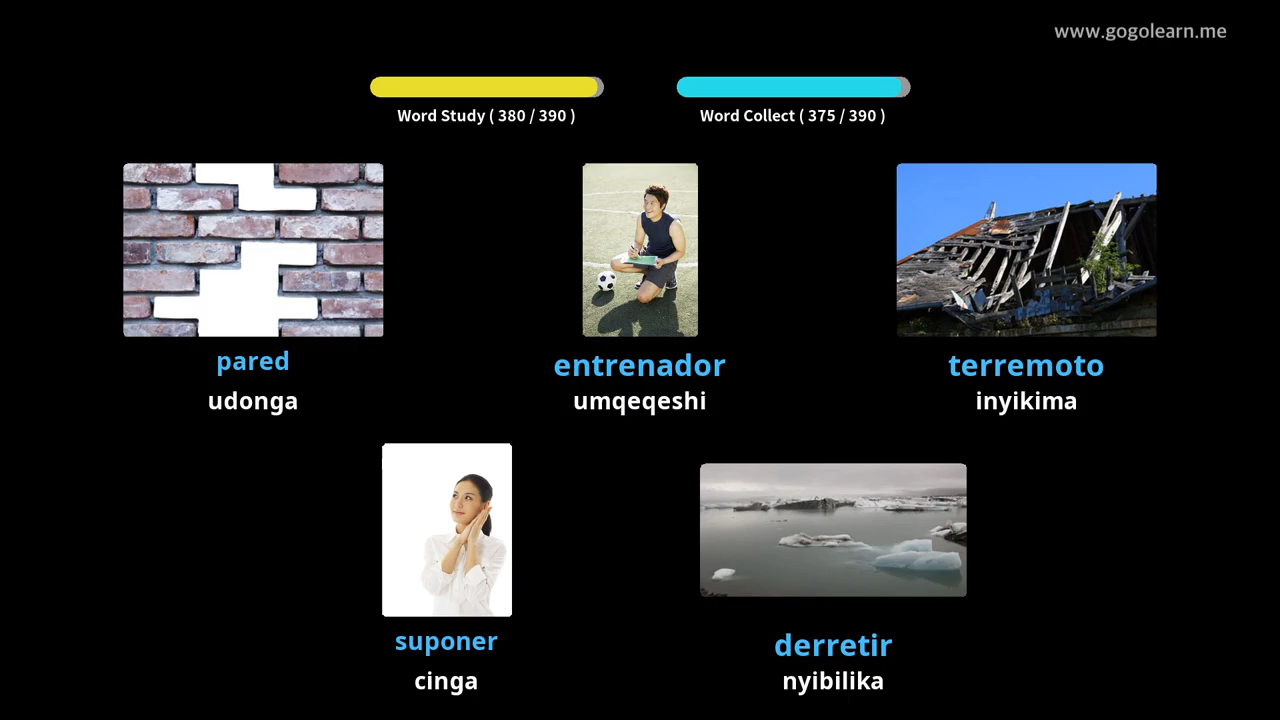 www.gogolearn.me
Word Study ( 380 / 390 )
Word Collect ( 375 / 390 )
pared
udonga
entrenador
umqeqeshi
terremoto
inyikima
suponer
cinga
derretir
nyibilika